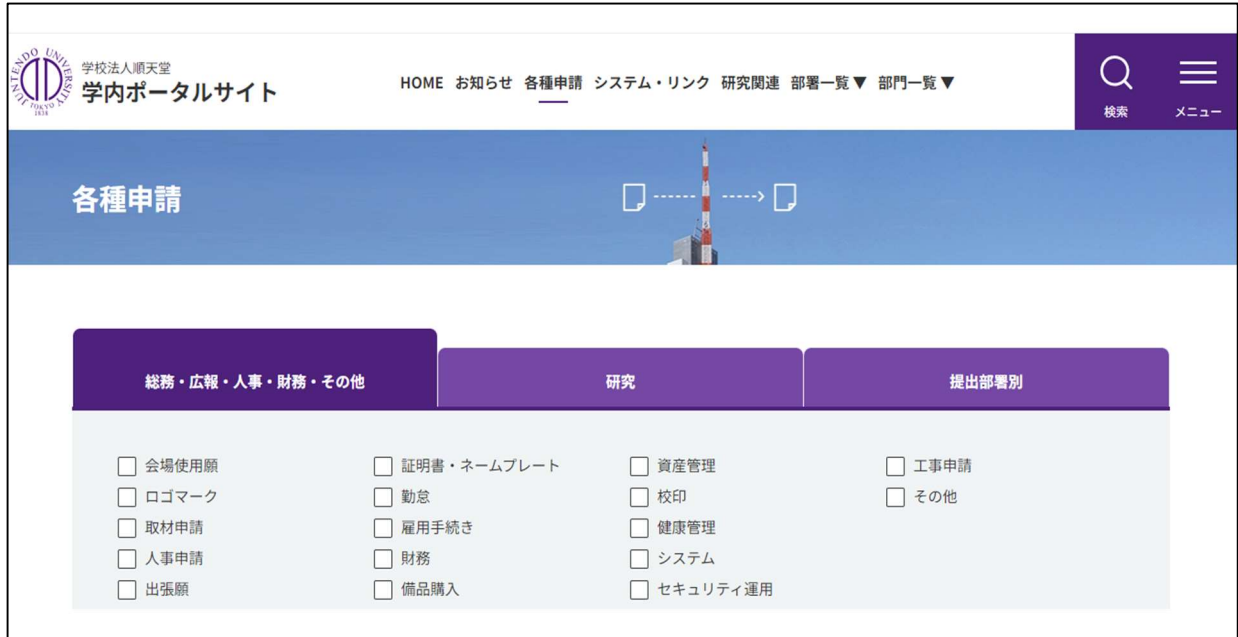 JUNTENDO UNIVERSITY
TOKYO
1838
学校法人順天堂
学内ポータルサイト
HOME お知らせ 各種申請 システム・リンク 研究関連 部署一覧▼ 部門一覧▼
検索 メニュー
各種申請
総務・広報・人事・財務・その他 研究 提出部署別
会場使用願 証明書・ネームプレート 資産管理 工事申請
ロゴマーク 勤怠 校印 その他
取材申請 雇用手続き 健康管理
人事申請 財務 システム
出張願 備品購入 セキュリティ運用